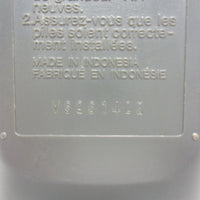 neuves.
2.Assurez-vous que les
piles soient correcte-
ment installées.
MADE IN INDONESIA
FABRIQUÉ EN INDONÉSIE